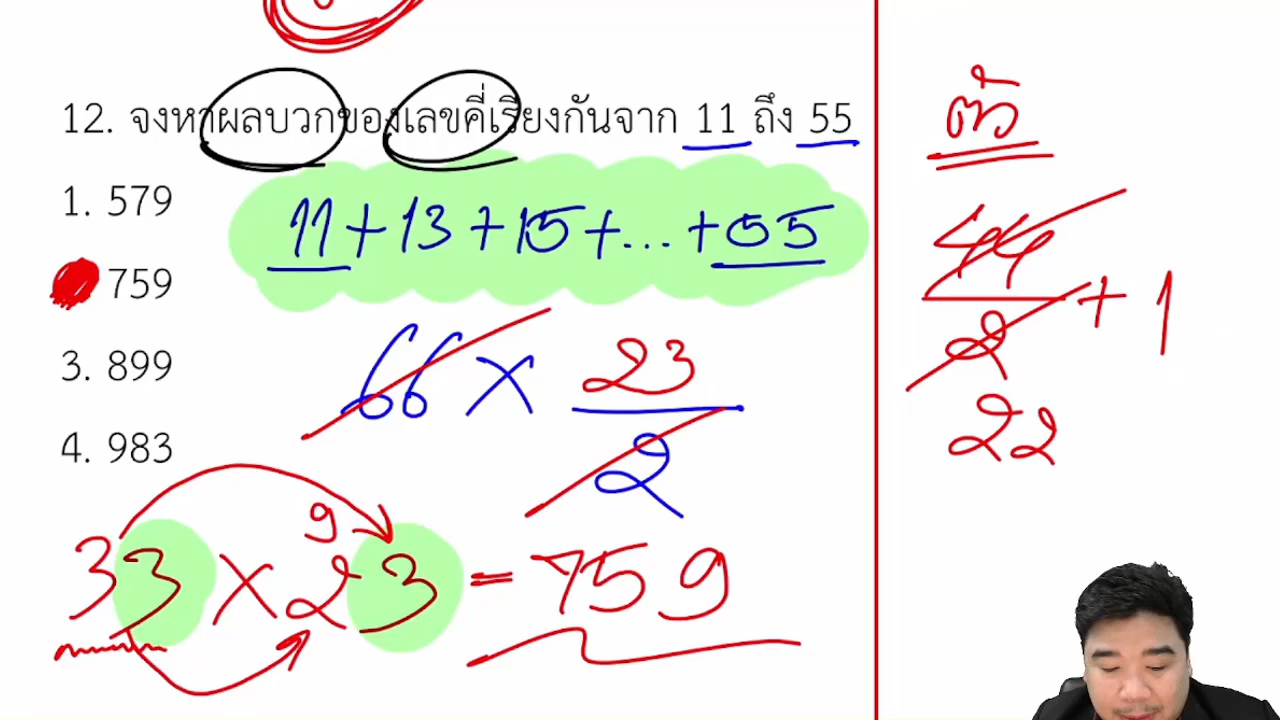 12. จงหาผลบวกของเลขคี่เรียงกันจาก 11 ถึง 55
1. 579
11+13+15+...+55
759
66 × 23
2
3. 899
4. 983
9
33 × 23 = 759
ตัว
44
2
+ 1
22